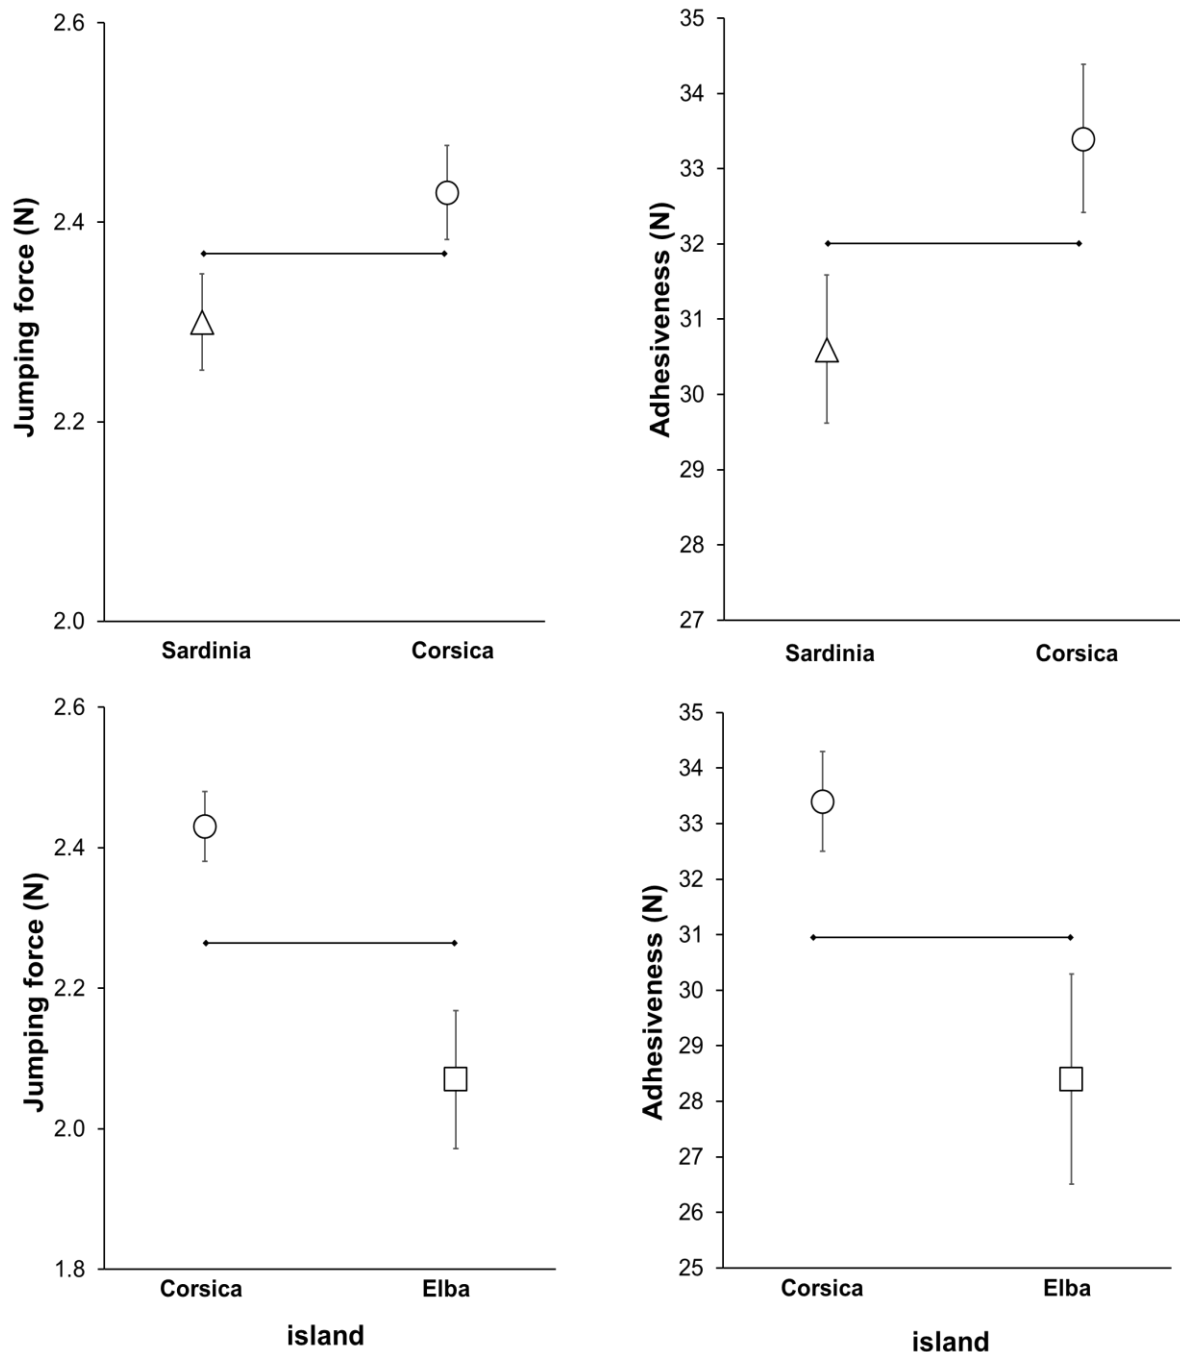 Jumping force (N)
2.6
2.4
2.2
2.0
Sardinia Corsica
Adhesiveness (N)
35
34
33
32
31
30
29
28
27
Sardinia Corsica
Jumping force (N)
2.6
2.4
2.2
2.0
1.8
Corsica Elba
island
Adhesiveness (N)
35
34
33
32
31
30
29
28
27
26
25
Corsica Elba
island